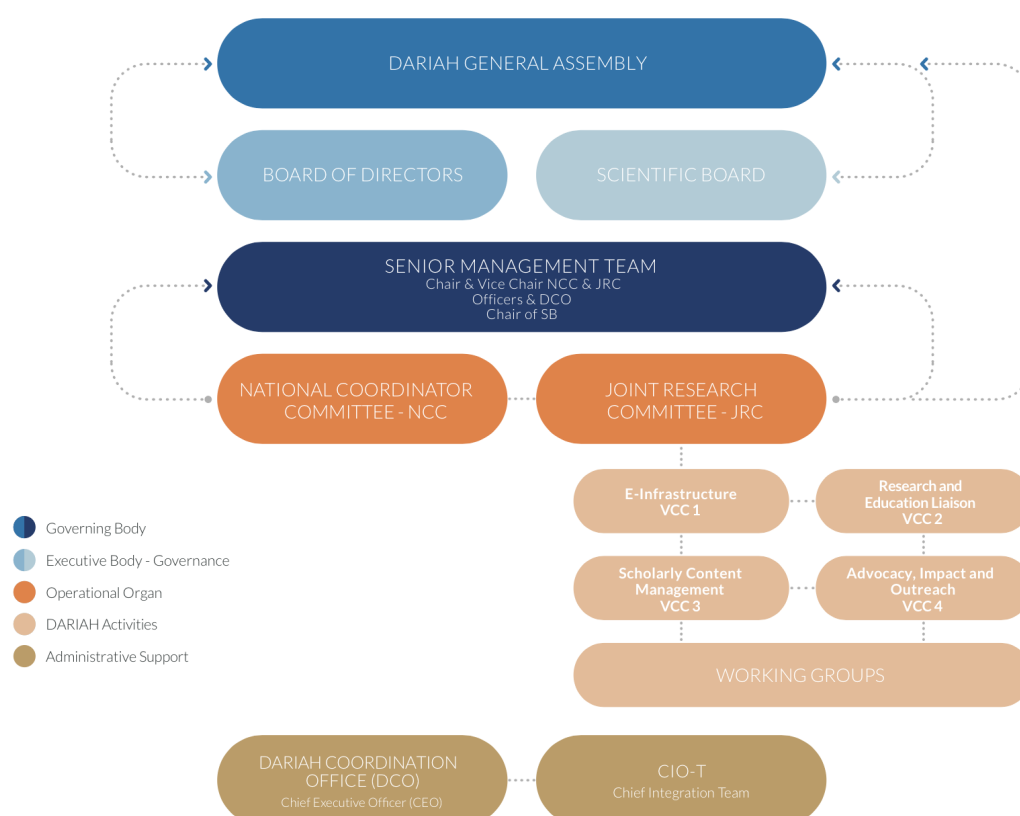 DARIAH GENERAL ASSEMBLY
BOARD OF DIRECTORS
SCIENTIFIC BOARD
SENIOR MANAGEMENT TEAM
Chair & Vice Chair NCC & JRC
Officers & DCO
Chair of SB
NATIONAL COORDINATOR
COMMITTEE - NCC
JOINT RESEARCH
COMMITTEE - JRC
E-Infrastructure
VCC 1
Research and
Education Liaison
VCC 2
Scholarly Content
Management
VCC 3
Advocacy, Impact and
Outreach
VCC 4
WORKING GROUPS
Governing Body
Executive Body - Governance
Operational Organ
DARIAH Activities
Administrative Support
DARIAH COORDINATION
OFFICE (DCO)
Chief Executive Officer (CEO)
CIO-T
Chief Integration Team